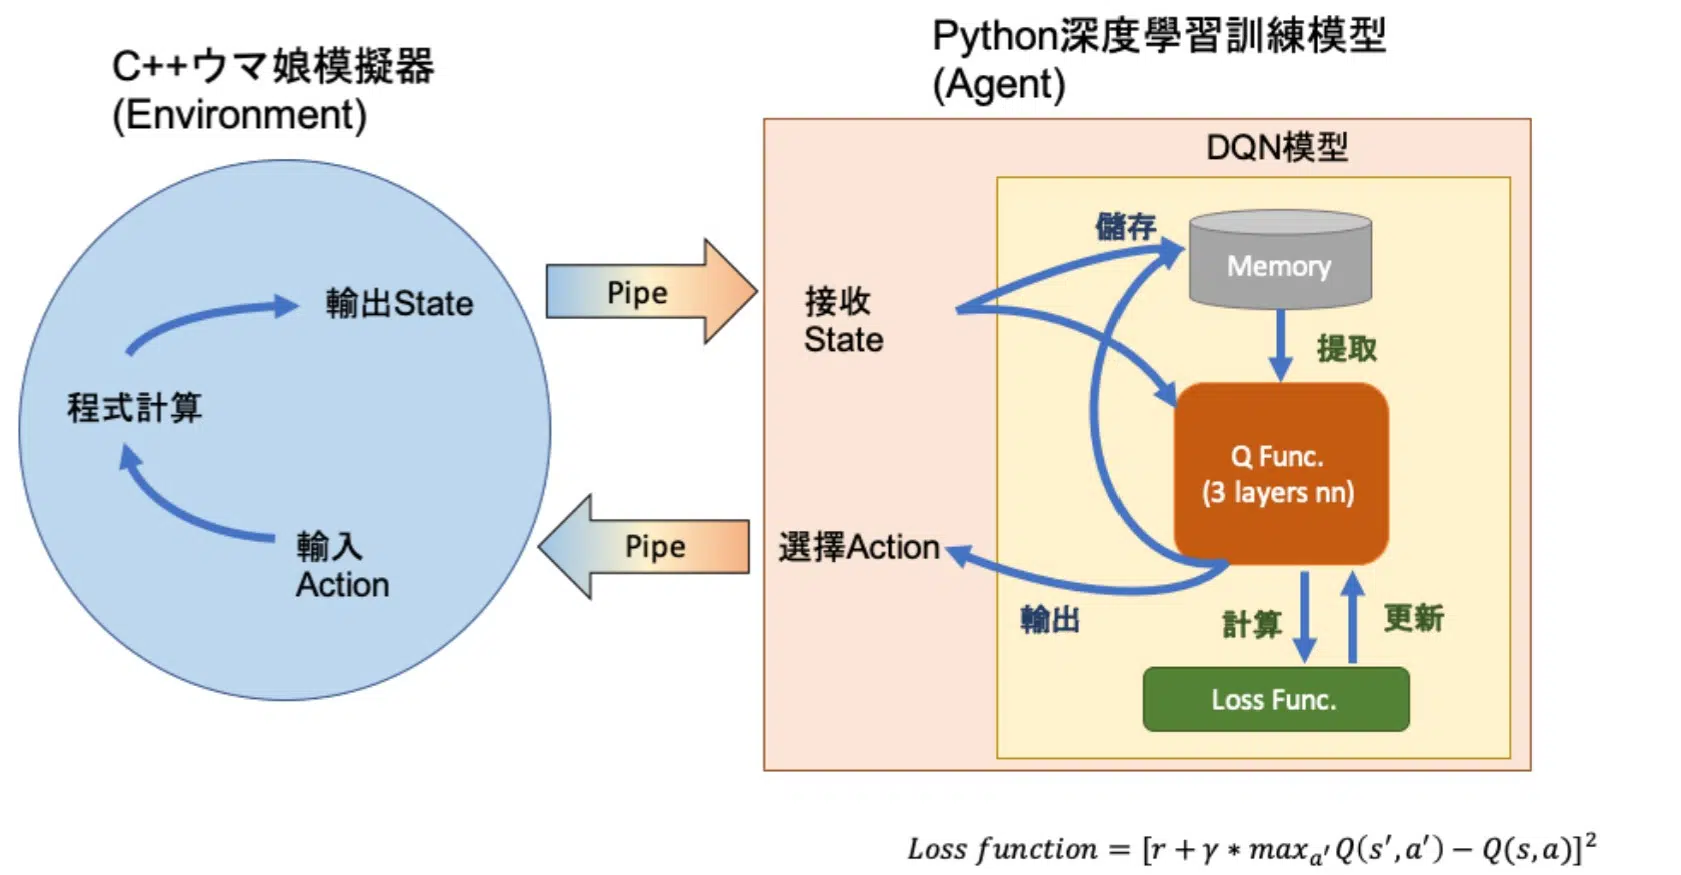 C++ウマ娘模擬器
(Environment)
輸出State
程式計算
輸入
Action
Pipe
Pipe
Python深度學習訓練模型
(Agent)
DQN模型
接收
State
選擇Action
儲存
Memory
提取
Q Func.
(3 layers nn)
輸出
計算
更新
Loss Func.
Loss function = [r + γ * maxₐ′Q(s′, a′) − Q(s, a)]²